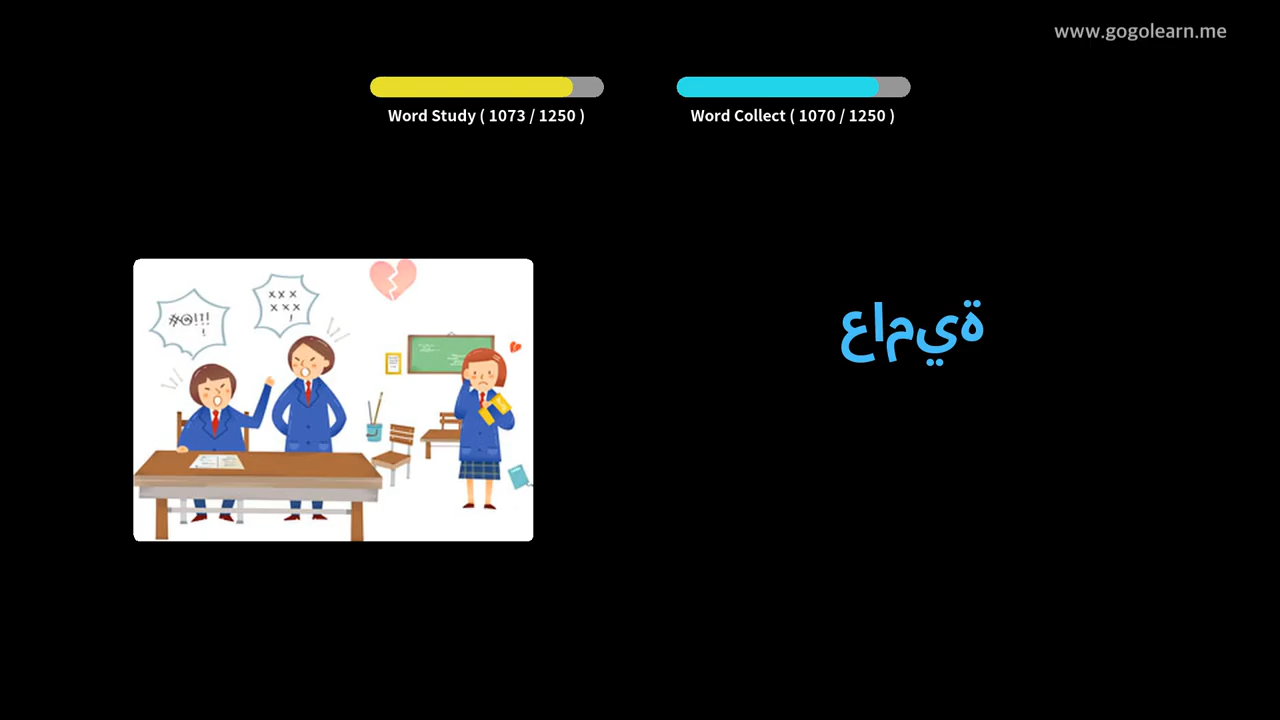 www.gogolearn.me
Word Study ( 1073 / 1250 )
Word Collect ( 1070 / 1250 )
#@!!!
!
x x x
x x x
!
عامية